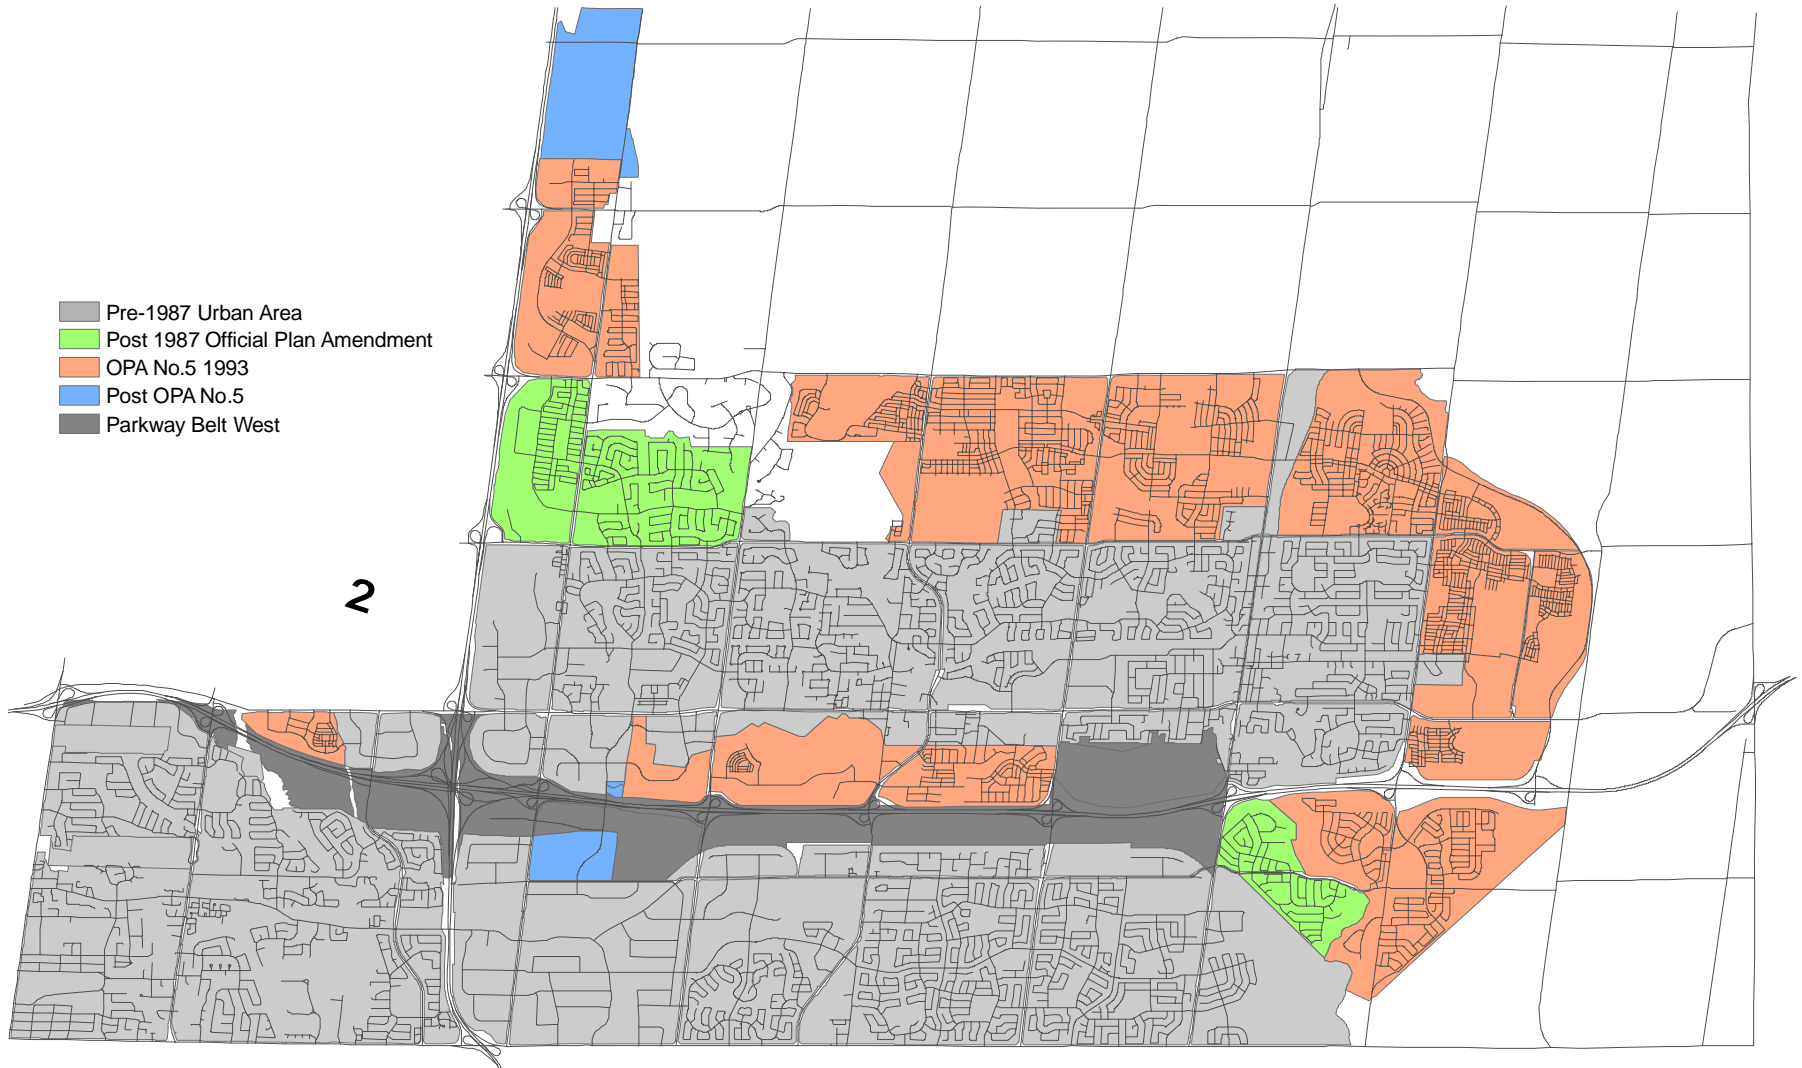 Pre-1987 Urban Area
Post 1987 Official Plan Amendment
OPA No.5 1993
Post OPA No.5
Parkway Belt West
2